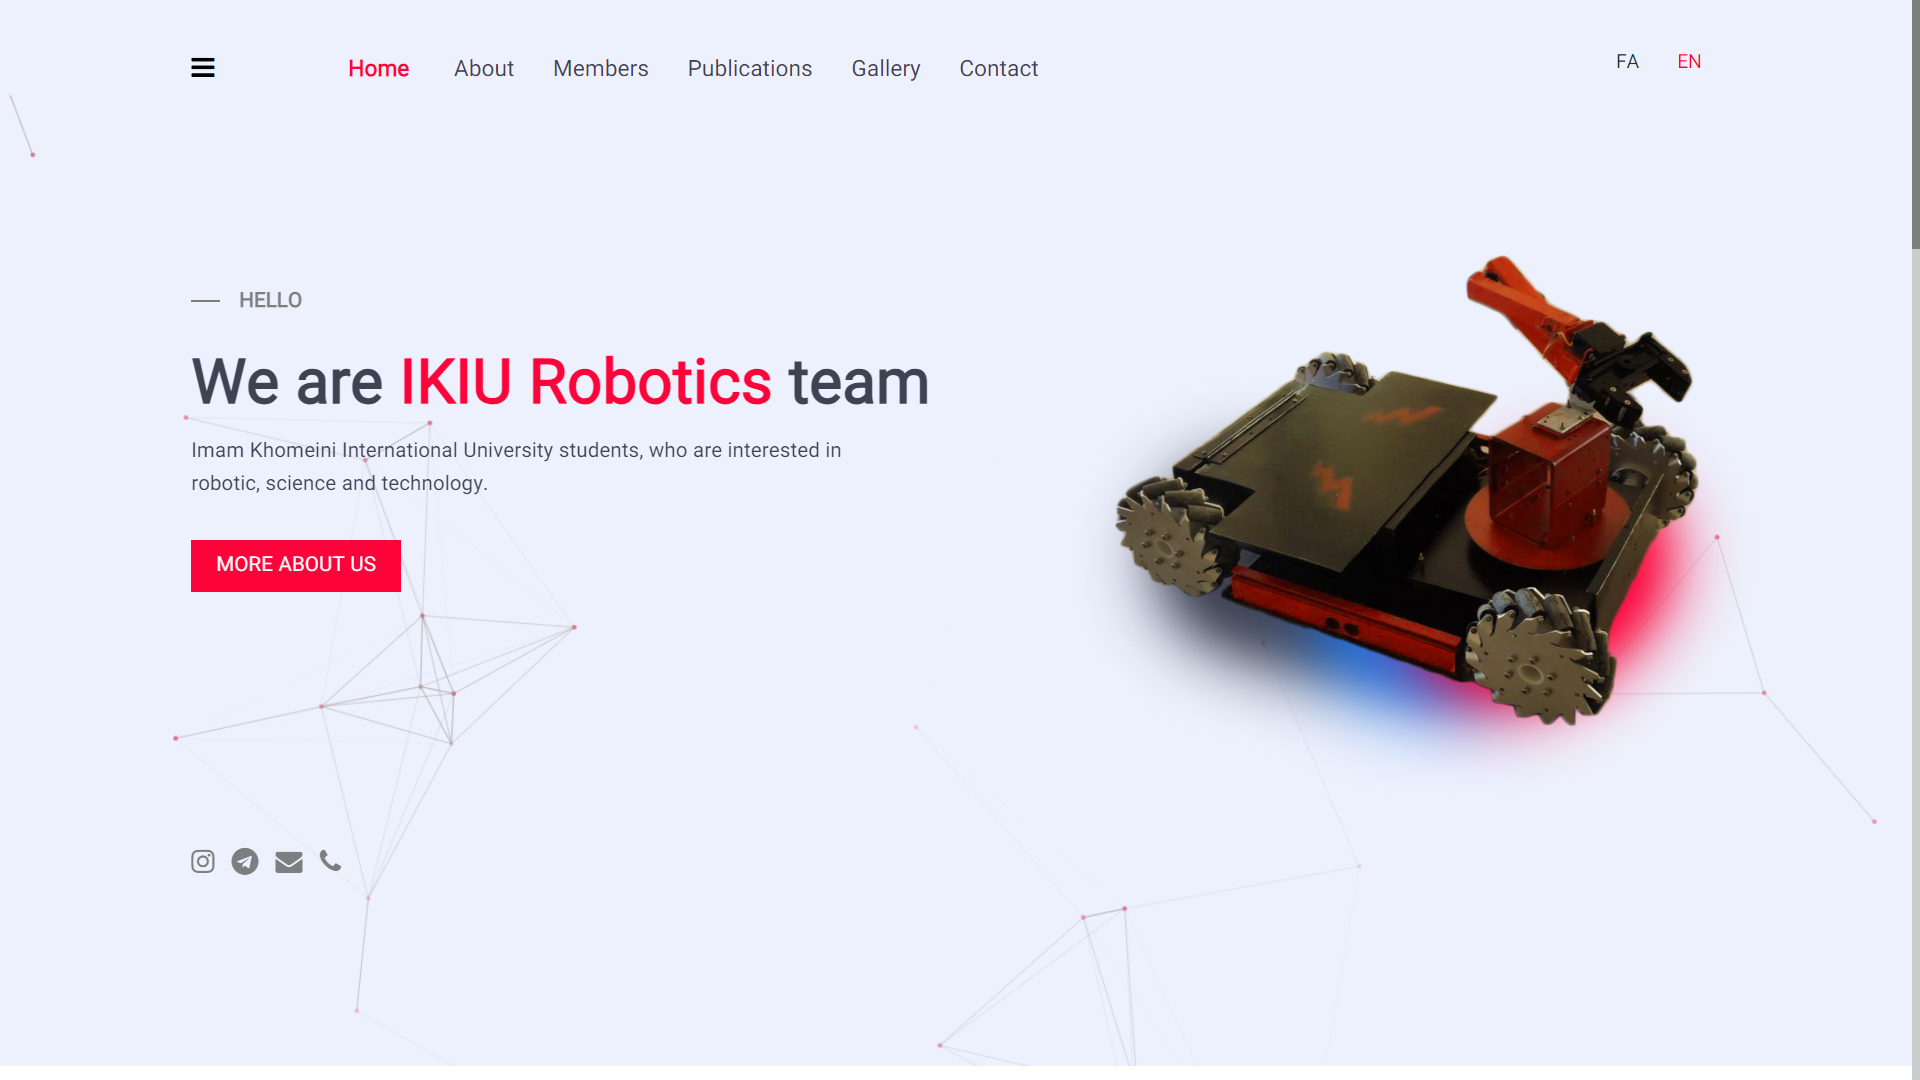 Home About Members Publications Gallery Contact
FA EN
HELLO
We are IKIU Robotics team
Imam Khomeini International University students, who are interested in
robotic, science and technology.
MORE ABOUT US